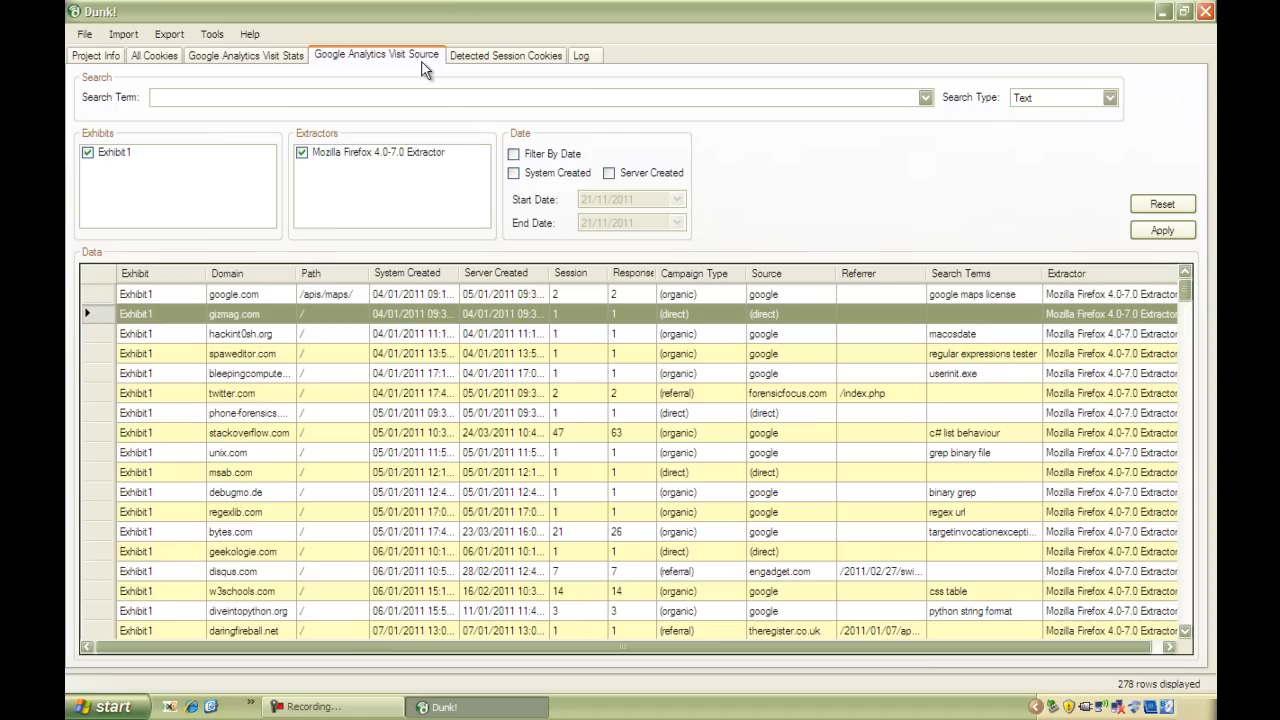 Dunk!
File Import Export Tools Help
Project Info All Cookies Google Analytics Visit Stats Google Analytics Visit Source Detected Session Cookies Log
Search
Search Term: Search Type: Text
Exhibits Extractors Date
Exhibit1 Mozilla Firefox 4.0-7.0 Extractor Filter By Date
System Created Server Created
Start Date: 21/11/2011 Reset
End Date: 21/11/2011 Apply
Data
Exhibit Domain Path System Created Server Created Session Response Campaign Type Source Referrer Search Terms Extractor
Exhibit1 google.com /apis/maps/ 04/01/2011 09:1... 05/01/2011 09:3... 2 2 (organic) google google maps license Mozilla Firefox 4.0-7.0 Extractor
Exhibit1 gizmag.com / 04/01/2011 09:3... 04/01/2011 09:3... 1 1 (direct) (direct) Mozilla Firefox 4.0-7.0 Extractor
Exhibit1 hackint0sh.org / 04/01/2011 11:1... 04/01/2011 11:1... 1 1 (organic) google macosdate Mozilla Firefox 4.0-7.0 Extractor
Exhibit1 spaweditor.com / 04/01/2011 13:5... 04/01/2011 13:5... 1 1 (organic) google regular expressions tester Mozilla Firefox 4.0-7.0 Extractor
Exhibit1 bleepingcompute... / 04/01/2011 17:1... 04/01/2011 17:0... 1 1 (organic) google userinit.exe Mozilla Firefox 4.0-7.0 Extractor
Exhibit1 twitter.com / 04/01/2011 17:4... 05/01/2011 09:3... 2 2 (referral) forensicfocus.com /index.php Mozilla Firefox 4.0-7.0 Extractor
Exhibit1 phone-forensics.... / 05/01/2011 09:3... 05/01/2011 09:3... 1 1 (direct) (direct) Mozilla Firefox 4.0-7.0 Extractor
Exhibit1 stackoverflow.com / 05/01/2011 10:3... 24/03/2011 10:4... 47 63 (organic) google c# list behaviour Mozilla Firefox 4.0-7.0 Extractor
Exhibit1 unix.com / 05/01/2011 11:5... 05/01/2011 11:5... 1 1 (organic) google grep binary file Mozilla Firefox 4.0-7.0 Extractor
Exhibit1 msab.com / 05/01/2011 12:1... 05/01/2011 12:1... 1 1 (direct) (direct) Mozilla Firefox 4.0-7.0 Extractor
Exhibit1 debugmo.de / 05/01/2011 12:4... 05/01/2011 12:4... 1 1 (organic) google binary grep Mozilla Firefox 4.0-7.0 Extractor
Exhibit1 regexlib.com / 05/01/2011 17:0... 05/01/2011 17:0... 1 1 (organic) google regex url Mozilla Firefox 4.0-7.0 Extractor
Exhibit1 bytes.com / 05/01/2011 17:4... 23/03/2011 16:0... 21 26 (organic) google targetinvocationexcepti... Mozilla Firefox 4.0-7.0 Extractor
Exhibit1 geekologie.com / 06/01/2011 10:1... 06/01/2011 10:1... 1 1 (direct) (direct) Mozilla Firefox 4.0-7.0 Extractor
Exhibit1 disqus.com / 06/01/2011 10:1... 28/02/2011 12:4... 7 7 (referral) engadget.com /2011/02/27/swi... Mozilla Firefox 4.0-7.0 Extractor
Exhibit1 w3schools.com / 06/01/2011 15:1... 16/02/2011 10:3... 14 14 (organic) google css table Mozilla Firefox 4.0-7.0 Extractor
Exhibit1 diveintopython.org / 06/01/2011 15:5... 11/01/2011 11:4... 3 3 (organic) google python string format Mozilla Firefox 4.0-7.0 Extractor
Exhibit1 daringfireball.net / 07/01/2011 13:0... 07/01/2011 13:0... 1 1 (referral) theregister.co.uk /2011/01/07/ap... Mozilla Firefox 4.0-7.0 Extractor
278 rows displayed
start Recording... Dunk!